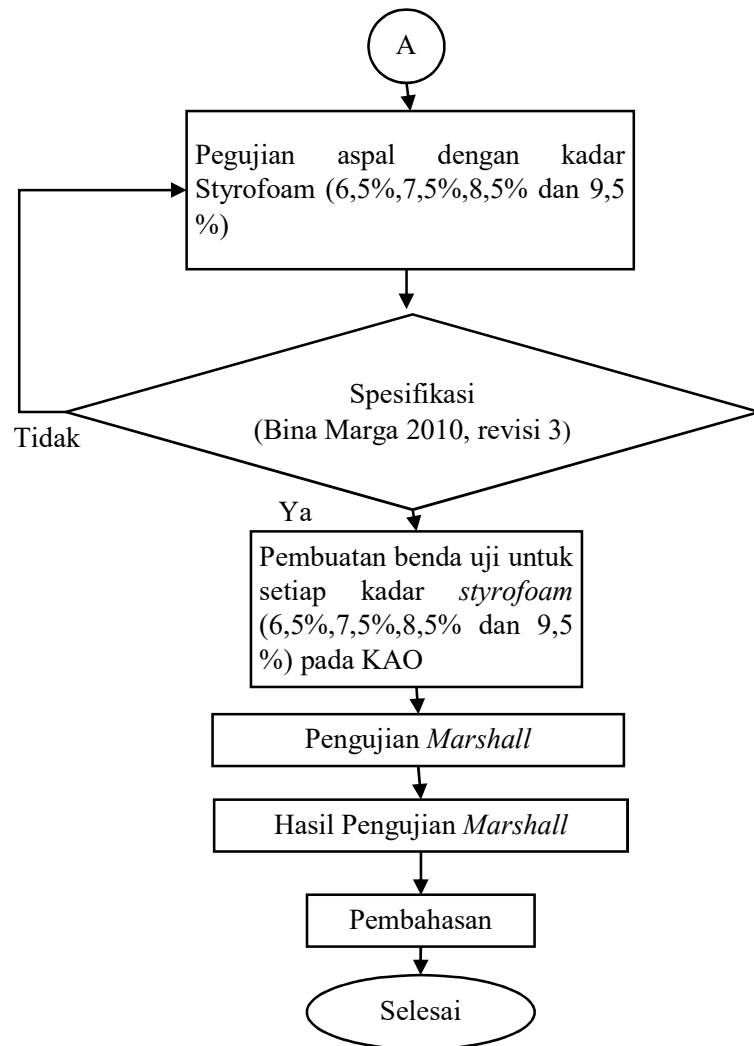 A
Pegujian aspal dengan kadar
Styrofoam (6,5%,7,5%,8,5% dan 9,5
%)
Spesifikasi
(Bina Marga 2010, revisi 3)
Tidak
Ya
Pembuatan benda uji untuk
setiap kadar styrofoam
(6,5%,7,5%,8,5% dan 9,5
%) pada KAO
Pengujian Marshall
Hasil Pengujian Marshall
Pembahasan
Selesai